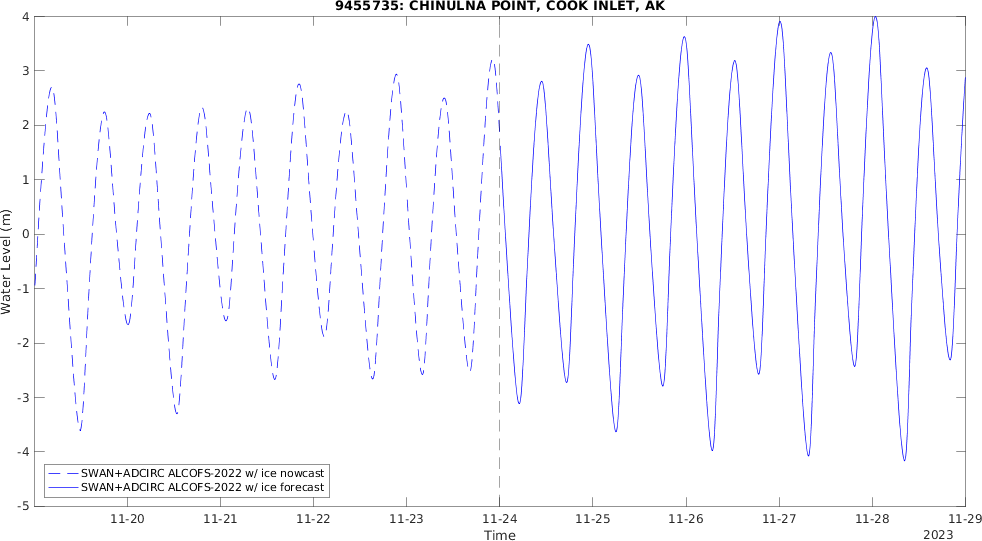 9455735: CHINULNA POINT, COOK INLET, AK
4
3
2
1
0
-1
-2
-3
-4
-5
Water Level (m)
SWAN+ADCIRC ALCOFS-2022 w/ ice nowcast
SWAN+ADCIRC ALCOFS-2022 w/ ice forecast
11-20 11-21 11-22 11-23 11-24 11-25 11-26 11-27 11-28 11-29
Time
2023